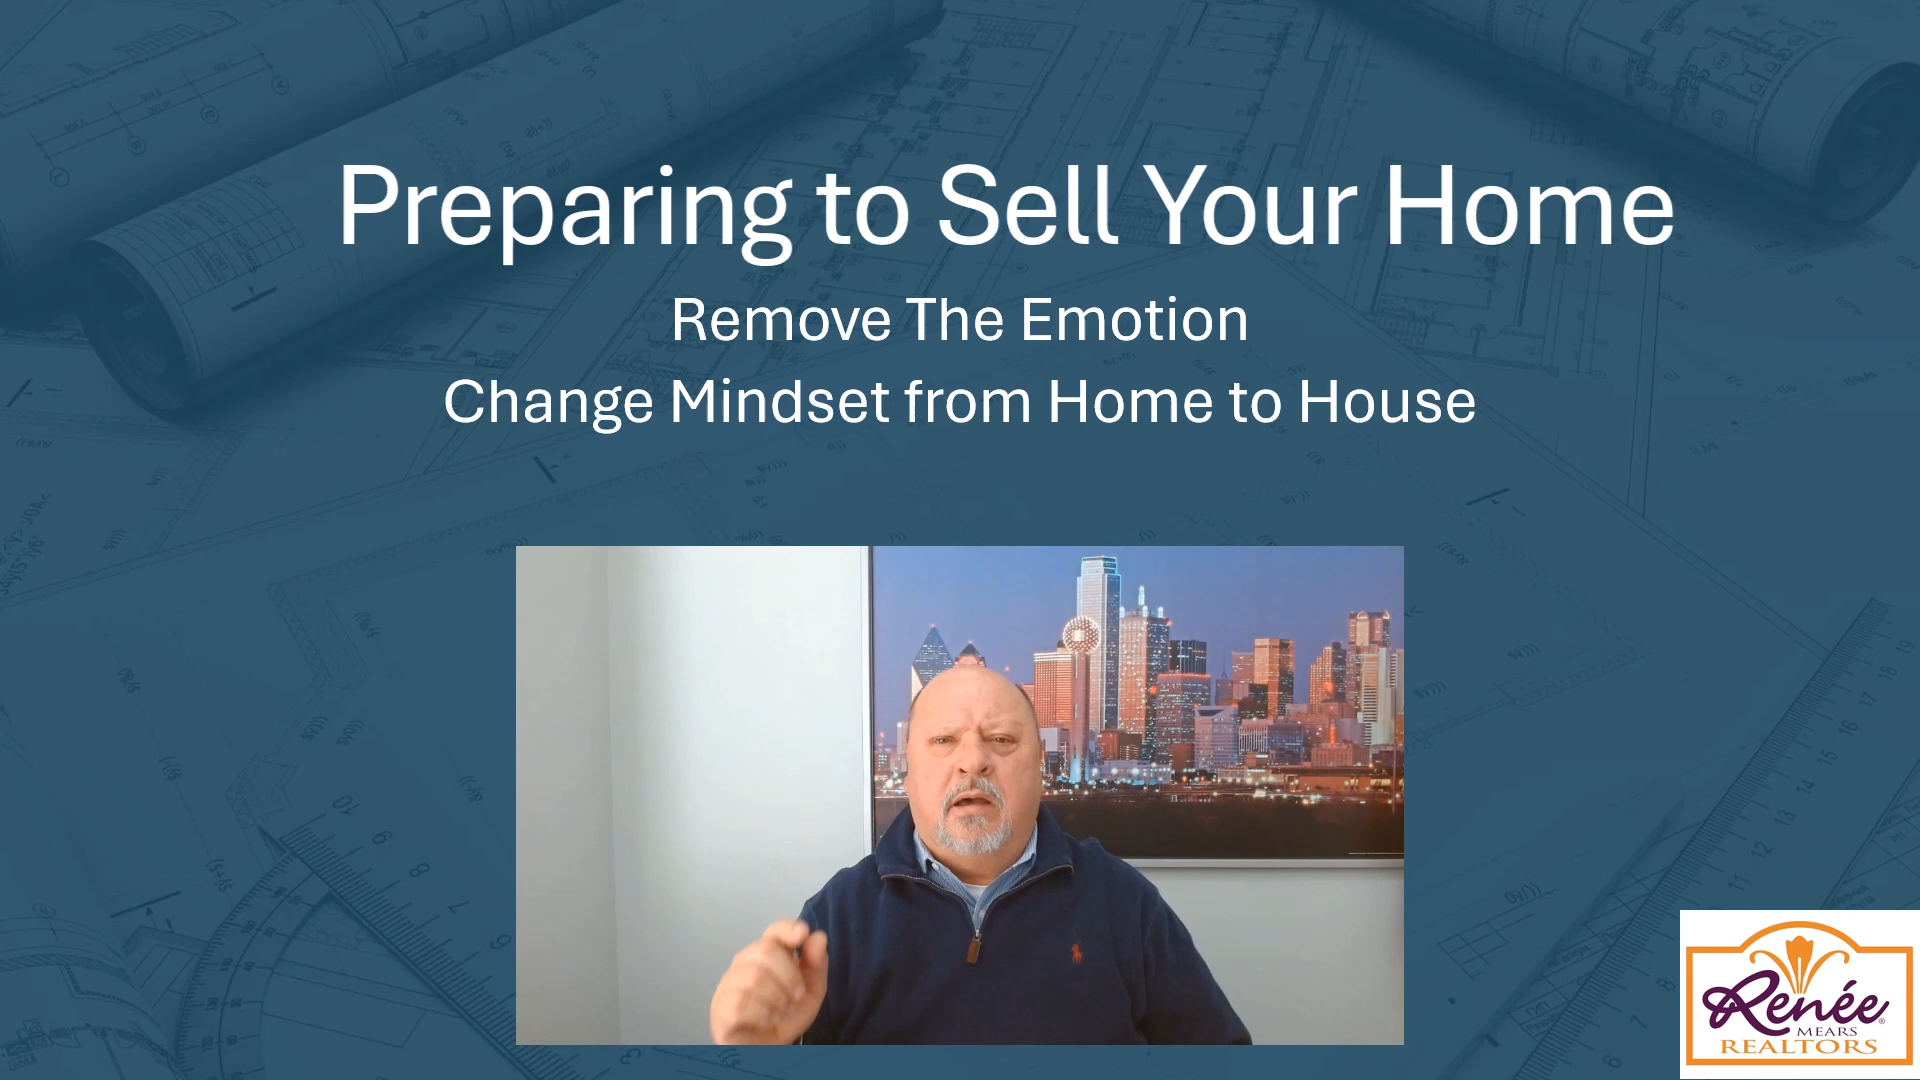 Preparing to Sell Your Home
Remove The Emotion
Change Mindset from Home to House
Renée®
MEARS
REALTORS